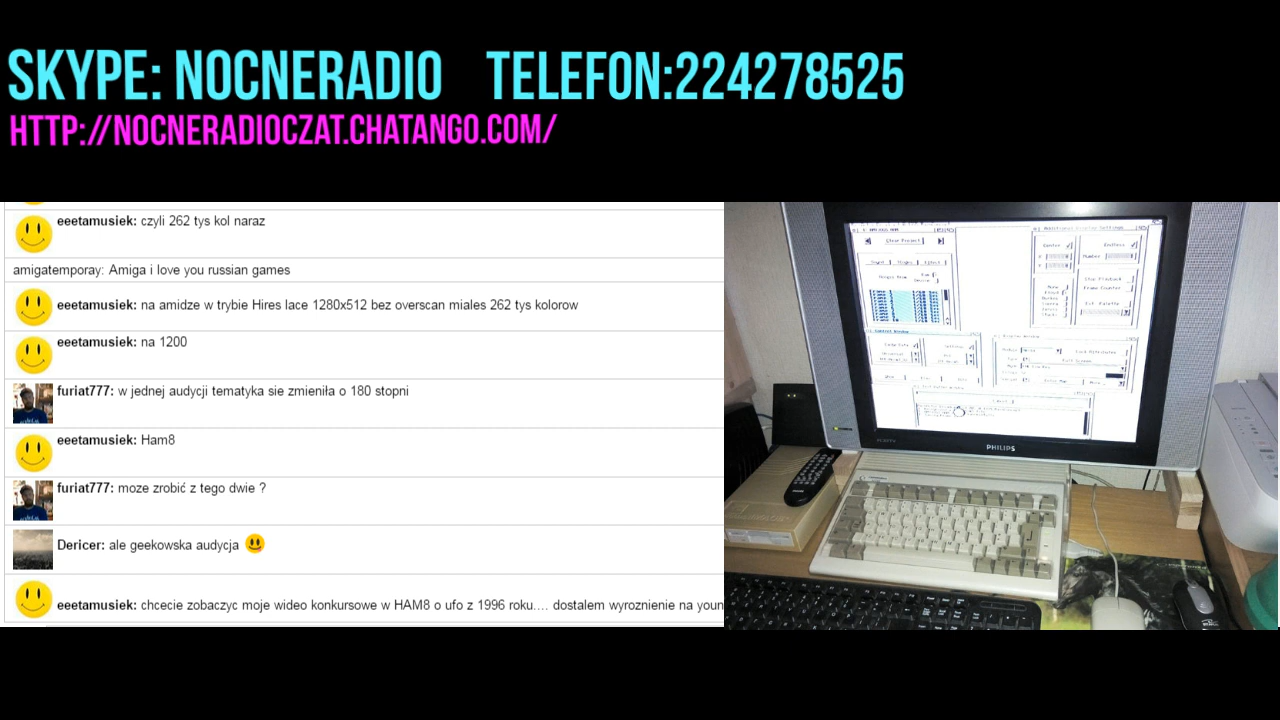 SKYPE: NOCNERADIO TELEFON:224278525
HTTP://NOCNERADIOCZAT.CHATANGO.COM/
eeetamusiek: czyli 262 tys kol naraz
amigatemporay: Amiga i love you russian games
eeetamusiek: na amidze w trybie Hires lace 1280x512 bez overscan miales 262 tys kolorow
eeetamusiek: na 1200
furiat777: w jednej audycji tematyka sie zmieniła o 180 stopni
eeetamusiek: Ham8
furiat777: moze zrobić z tego dwie ?
Dericer: ale geekowska audycja
eeetamusiek: chcecie zobaczyc moje wideo konkursowe w HAM8 o ufo z 1996 roku.... dostalem wyroznienie na youn
Clear Project
PHILIPS